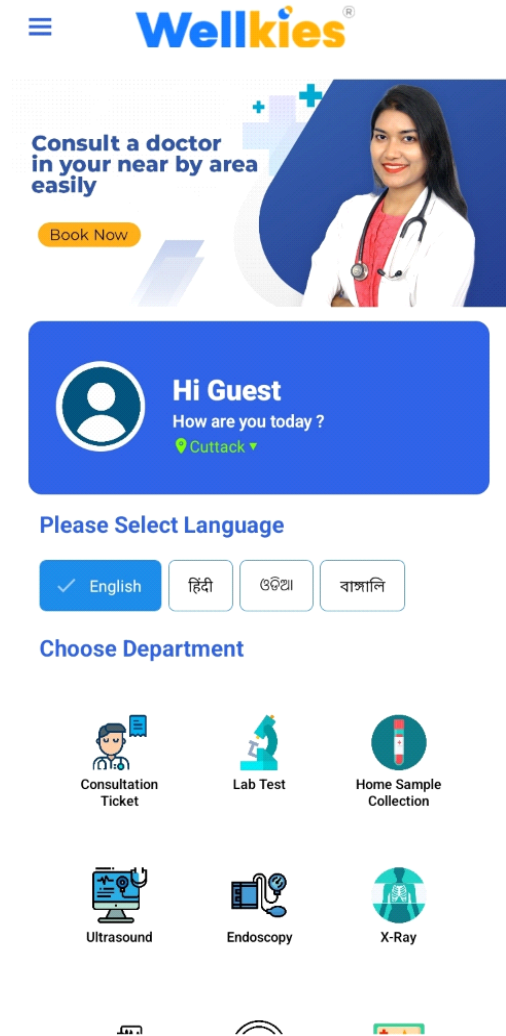 Wellkies®
Consult a doctor
in your near by area
easily
Book Now
Hi Guest
How are you today ?
Cuttack
Please Select Language
English हिंदी ଓଡିଆ বাঙ্গালি
Choose Department
Consultation Ticket
Lab Test
Home Sample Collection
Ultrasound
Endoscopy
X-Ray